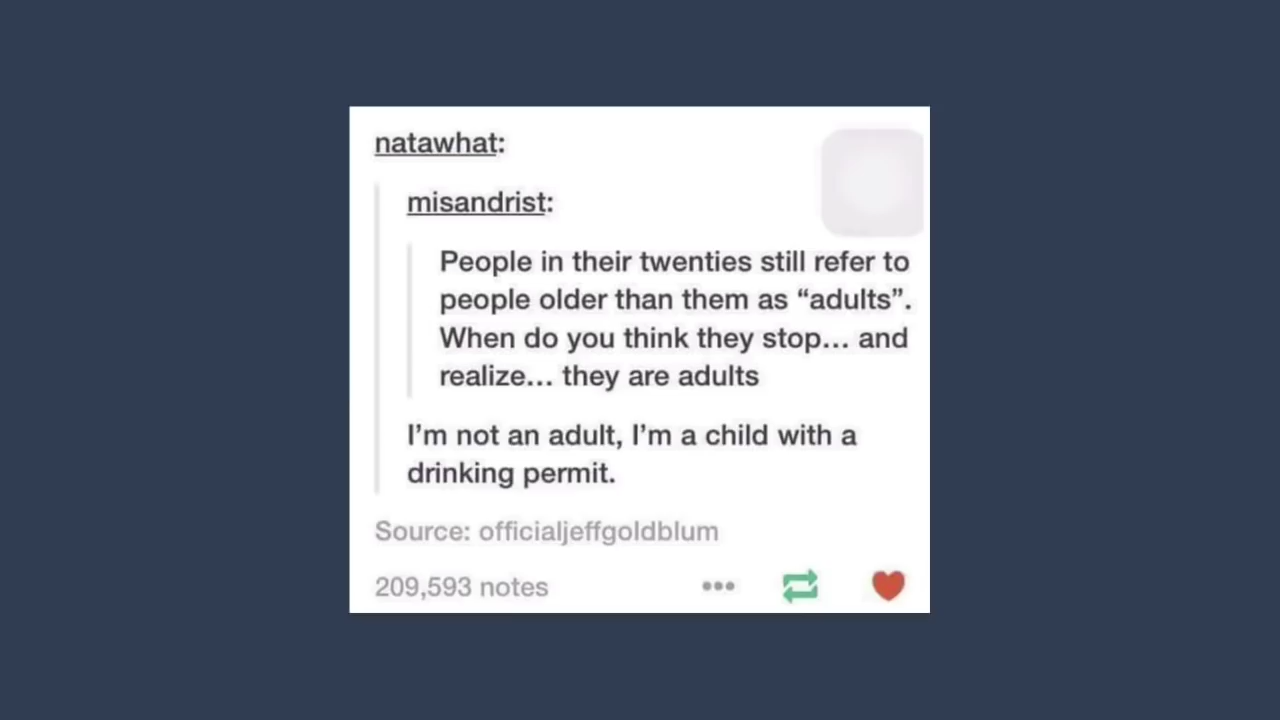 natawhat:
misandrist:
People in their twenties still refer to
people older than them as “adults”.
When do you think they stop... and
realize... they are adults
I’m not an adult, I’m a child with a
drinking permit.
Source: officialjeffgoldblum
209,593 notes